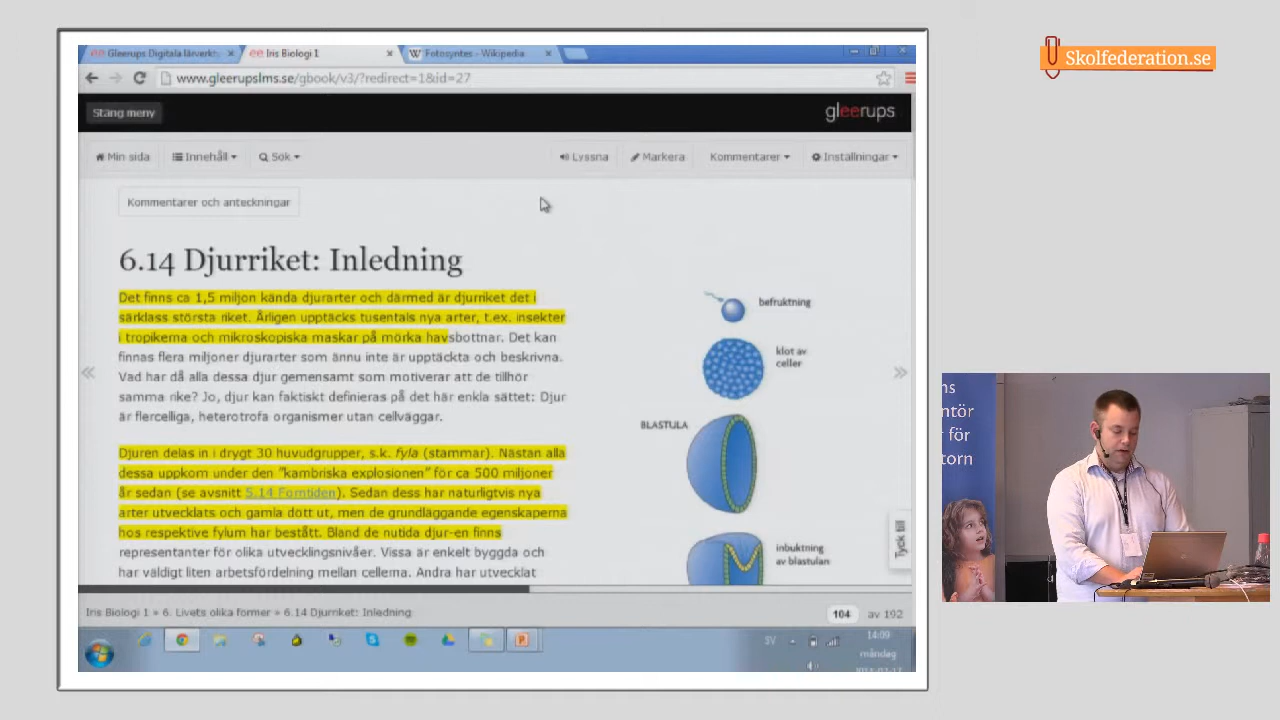 Gleerups Digitala lärverkt
Iris Biologi 1
Fotosyntes - Wikipedia
www.gleerupslms.se/gbook/v3/?redirect=1&id=27
Stäng meny
gleerups
Min sida
Innehåll
Sök
Lyssna
Markera
Kommentarer
Inställningar
Kommentarer och anteckningar
6.14 Djurriket: Inledning
Det finns ca 1,5 miljon kända djurarter och därmed är djurriket det i
särklass största riket. Årligen upptäcks tusentals nya arter, t.ex. insekter
i tropikerna och mikroskopiska maskar på mörka havsbottnar. Det kan
finnas flera miljoner djurarter som ännu inte är upptäckta och beskrivna.
Vad har då alla dessa djur gemensamt som motiverar att de tillhör
samma rike? Jo, djur kan faktiskt definieras på det här enkla sättet: Djur
är flercelliga, heterotrofa organismer utan cellväggar.
Djuren delas in i drygt 30 huvudgrupper, s.k. fyla (stammar). Nästan alla
dessa uppkom under den "kambriska explosionen" för ca 500 miljoner
år sedan (se avsnitt 5.14 Forntiden). Sedan dess har naturligtvis nya
arter utvecklats och gamla dött ut, men de grundläggande egenskaperna
hos respektive fylum har bestått. Bland de nutida djur-en finns
representanter för olika utvecklingsnivåer. Vissa är enkelt byggda och
har väldigt liten arbetsfördelning mellan cellerna. Andra har utvecklat
befruktning
klot av
celler
BLASTULA
inbuktning
av blastulan
Tyck till
Iris Biologi 1 » 6. Livets olika former » 6.14 Djurriket: Inledning
104 av 192
SV
14:09
måndag
Skolfederation.se
ns
ntör
r för
torn